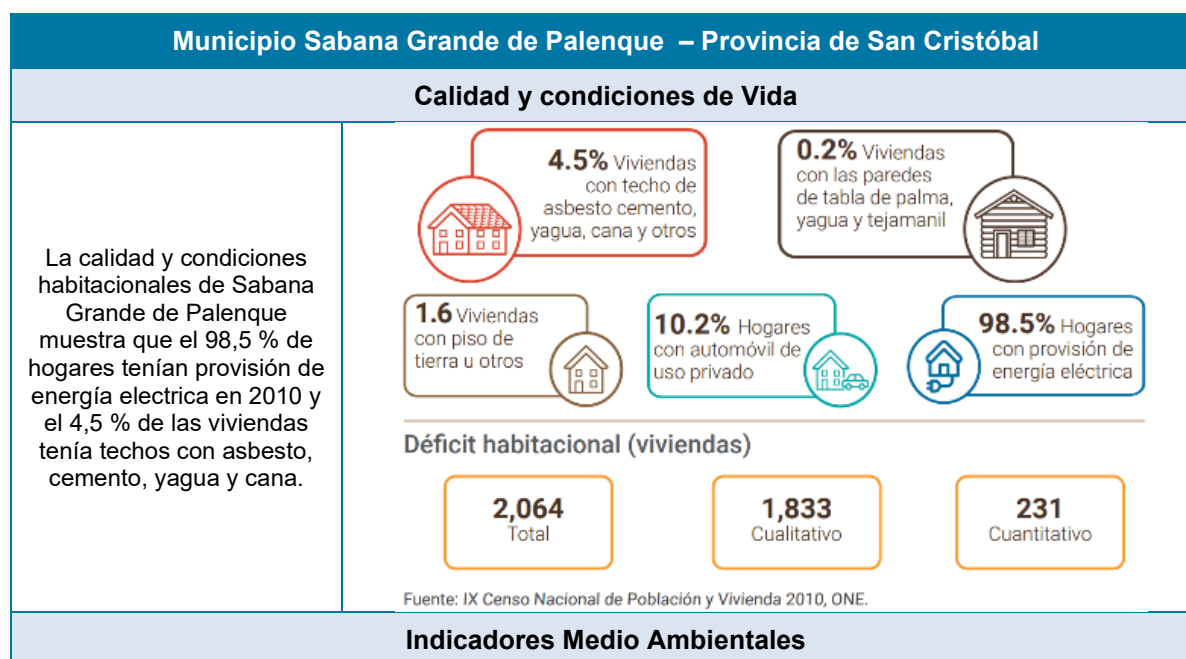 Municipio Sabana Grande de Palenque – Provincia de San Cristóbal
Calidad y condiciones de Vida
La calidad y condiciones
habitacionales de Sabana
Grande de Palenque
muestra que el 98,5 % de
hogares tenían provisión de
energía electrica en 2010 y
el 4,5 % de las viviendas
tenía techos con asbesto,
cemento, yagua y cana.
4.5% Viviendas
con techo de
asbesto cemento,
yagua, cana y otros
0.2% Viviendas
con las paredes
de tabla de palma,
yagua y tejamanil
1.6 Viviendas
con piso de
tierra u otros
10.2% Hogares
con automóvil de
uso privado
98.5% Hogares
con provisión de
energía eléctrica
Déficit habitacional (viviendas)
2,064
Total
1,833
Cualitativo
231
Cuantitativo
Fuente: IX Censo Nacional de Población y Vivienda 2010, ONE.
Indicadores Medio Ambientales